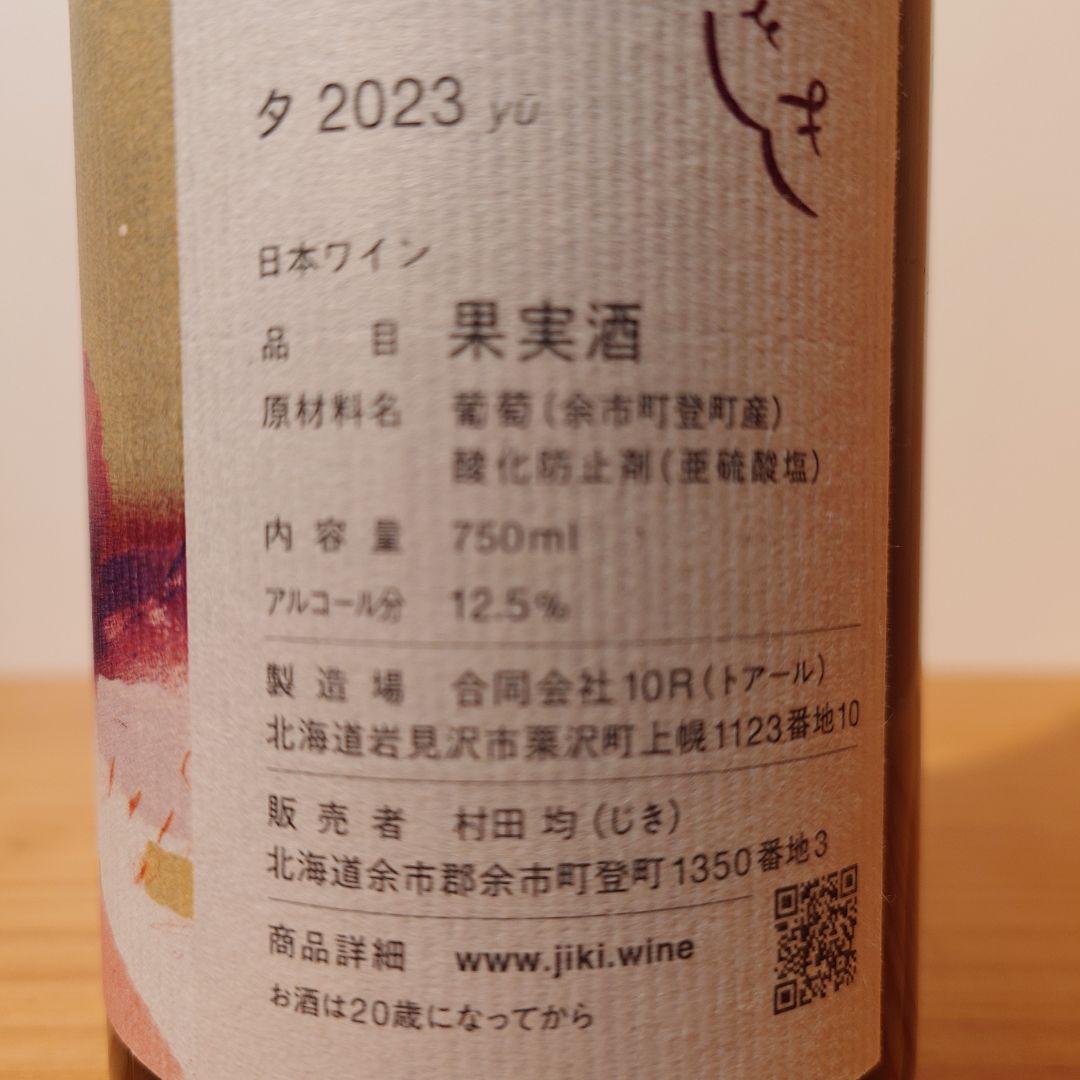 夕 2023 yū
じき
日本ワイン
品目 果実酒
原材料名 葡萄(余市町登町産)
酸化防止剤(亜硫酸塩)
内容量 750ml
アルコール分 12.5%
製造場 合同会社10R(トアール)
北海道岩見沢市栗沢町上幌1123番地10
販売者 村田 均(じき)
北海道余市郡余市町登町1350番地3
商品詳細 www.jiki.wine
お酒は20歳になってから